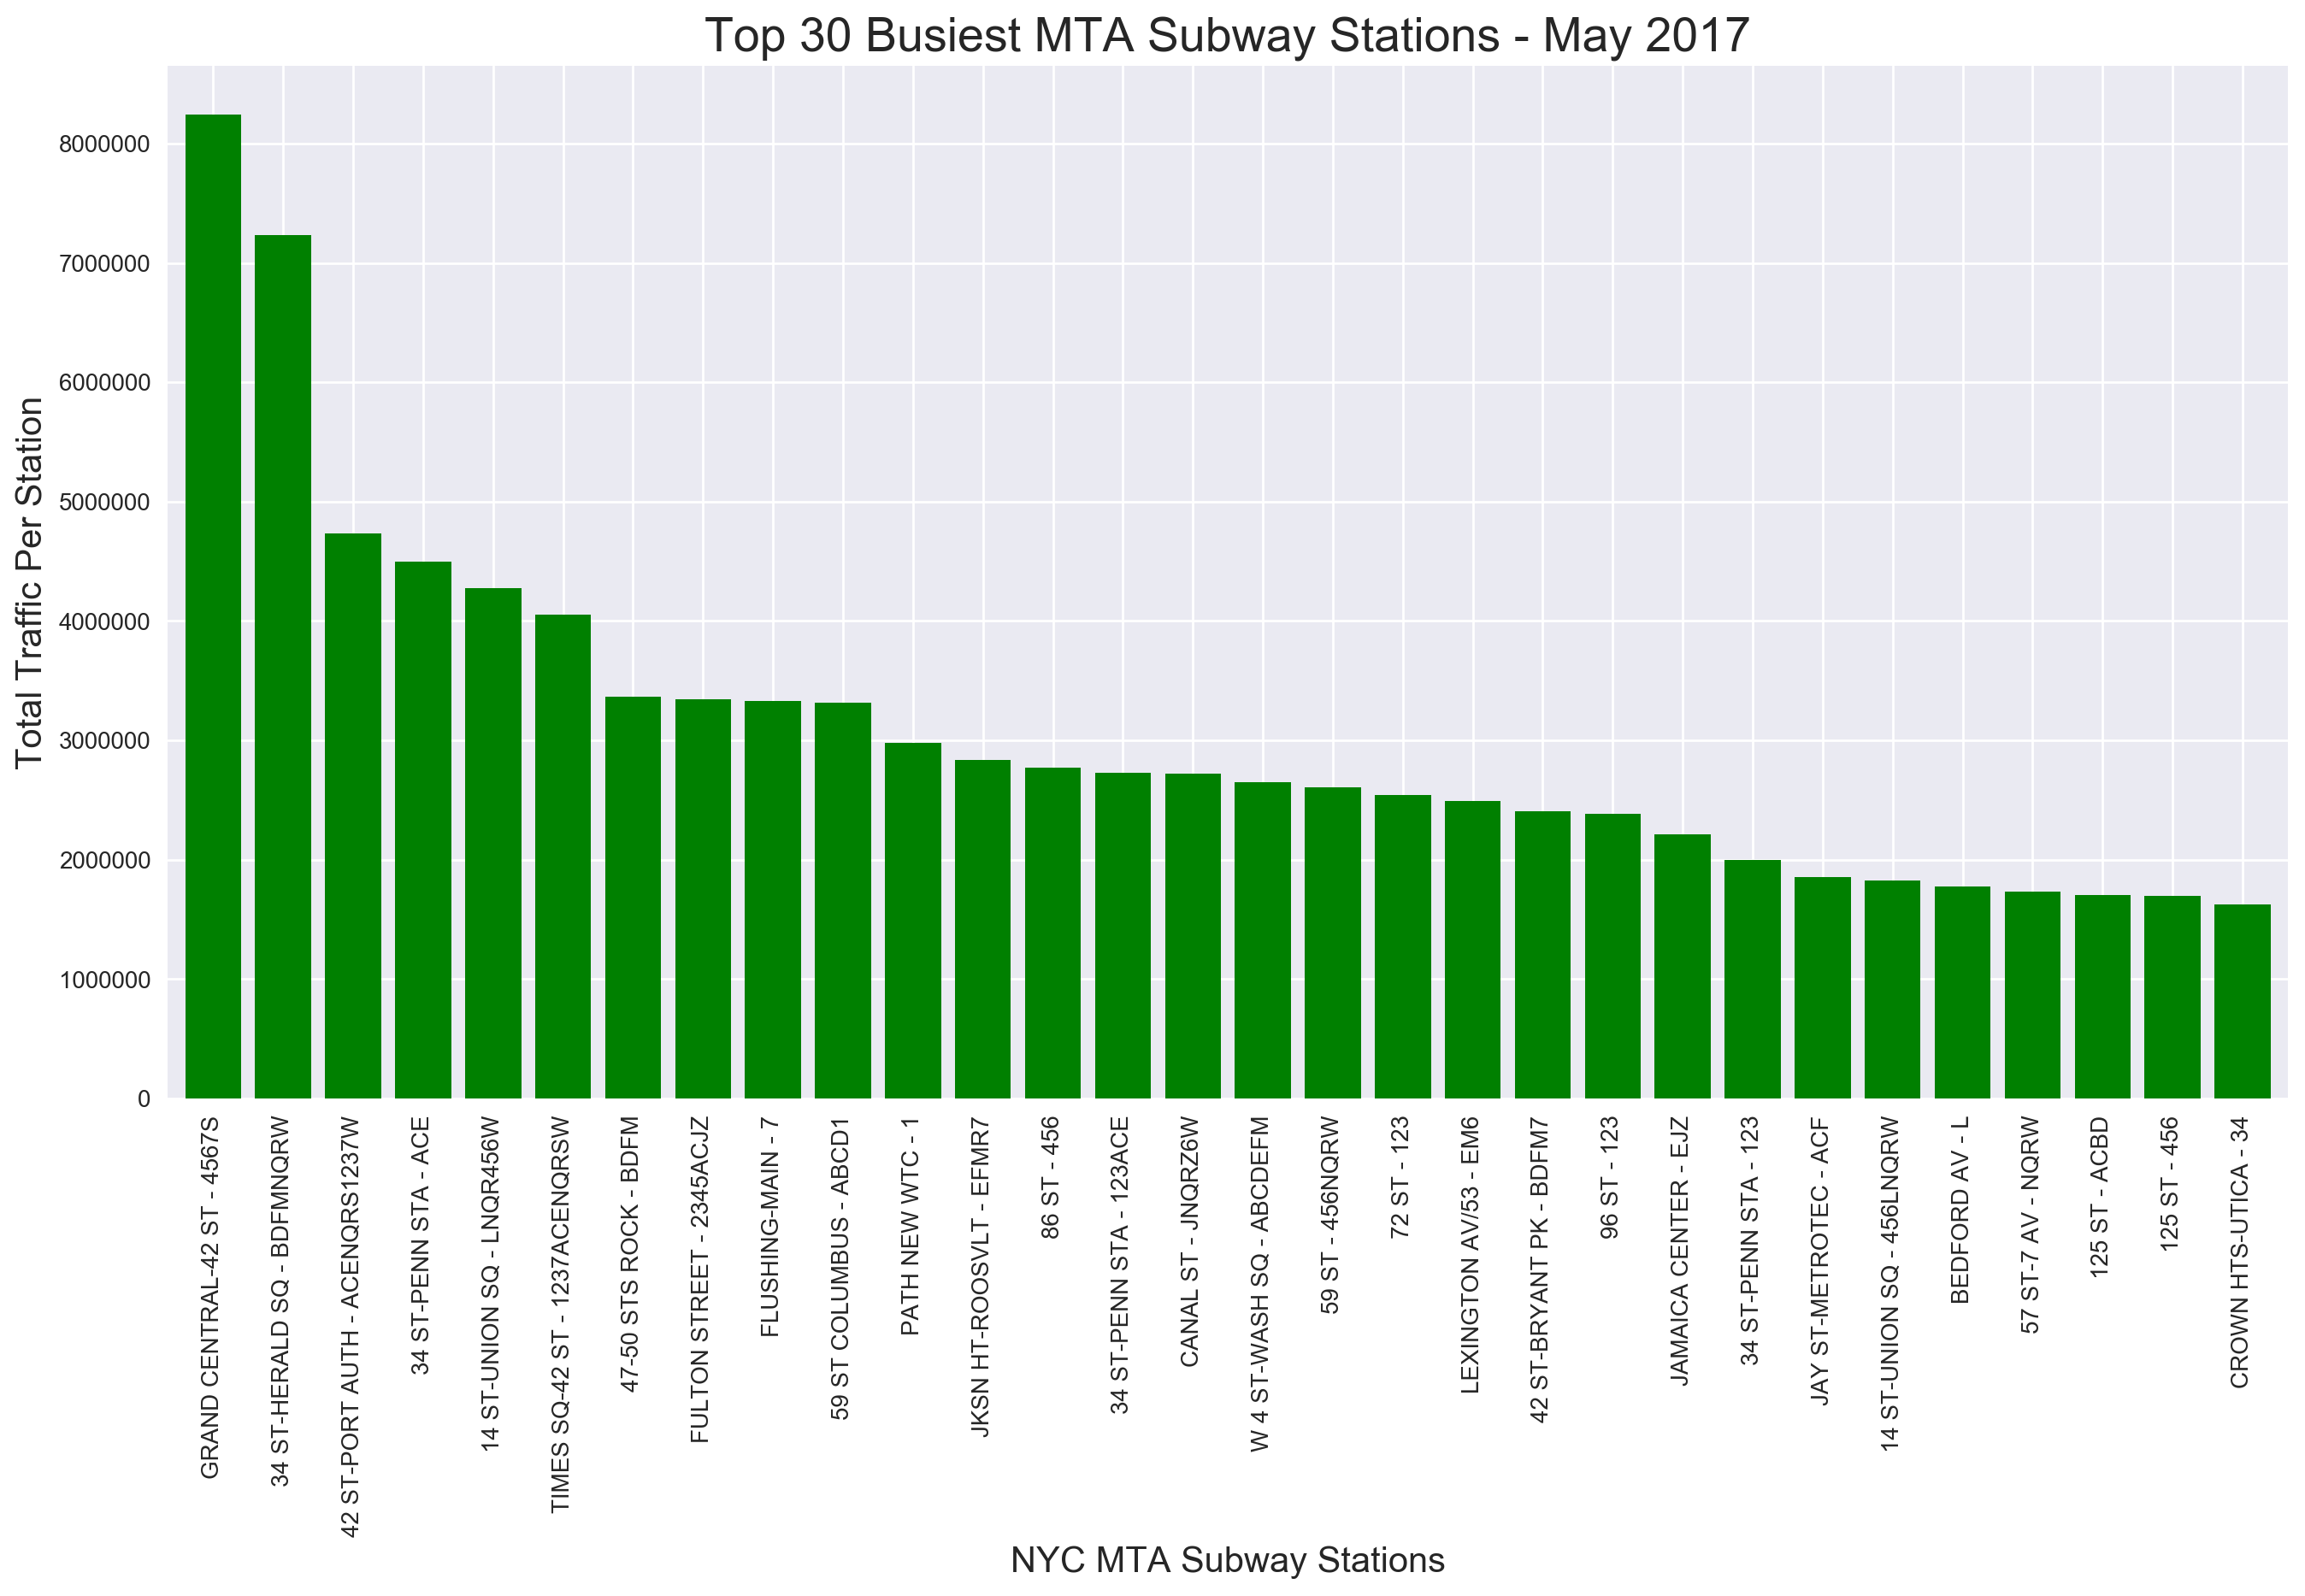 Top 30 Busiest MTA Subway Stations - May 2017
Total Traffic Per Station
8000000
7000000
6000000
5000000
4000000
3000000
2000000
1000000
0
GRAND CENTRAL-42 ST - 4567S
34 ST-HERALD SQ - BDFMNQRW
42 ST-PORT AUTH - ACENQRS1237W
34 ST-PENN STA - ACE
14 ST-UNION SQ - LNQR456W
TIMES SQ-42 ST - 1237ACENQRSW
47-50 STS ROCK - BDFM
FULTON STREET - 2345ACJZ
FLUSHING-MAIN - 7
59 ST COLUMBUS - ABCD1
PATH NEW WTC - 1
JKSN HT-ROOSVLT - EFMR7
86 ST - 456
34 ST-PENN STA - 123ACE
CANAL ST - JNQRZ6W
W 4 ST-WASH SQ - ABCDEFM
59 ST - 456NQRW
72 ST - 123
LEXINGTON AV/53 - EM6
42 ST-BRYANT PK - BDFM7
96 ST - 123
JAMAICA CENTER - EJZ
34 ST-PENN STA - 123
JAY ST-METROTEC - ACF
14 ST-UNION SQ - 456LNQRW
BEDFORD AV - L
57 ST-7 AV - NQRW
125 ST - ACBD
125 ST - 456
CROWN HTS-UTICA - 34
NYC MTA Subway Stations